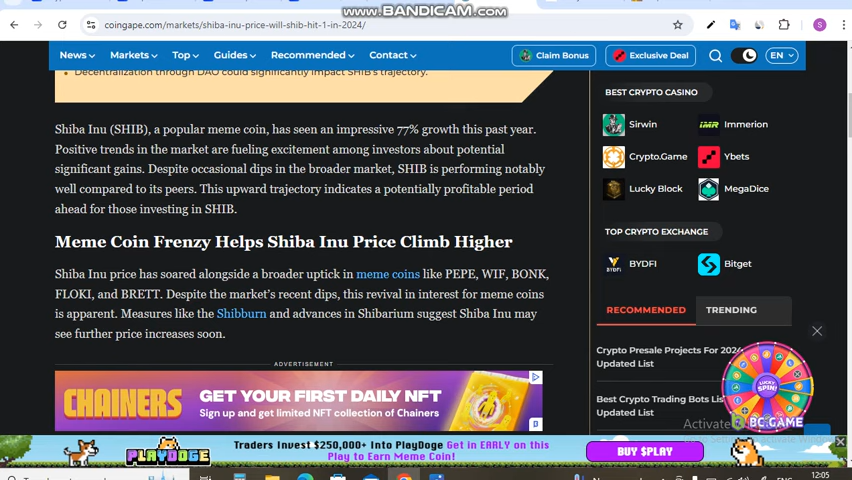 www.BANDICAM.com
coingape.com/markets/shiba-inu-price-will-shib-hit-1-in-2024/
S
News
Markets
Top
Guides
Recommended
Contact
Claim Bonus
Exclusive Deal
EN
Decentralization through DAO could significantly impact SHIB's trajectory.
Shiba Inu (SHIB), a popular meme coin, has seen an impressive 77% growth this past year.
Positive trends in the market are fueling excitement among investors about potential
significant gains. Despite occasional dips in the broader market, SHIB is performing notably
well compared to its peers. This upward trajectory indicates a potentially profitable period
ahead for those investing in SHIB.
Meme Coin Frenzy Helps Shiba Inu Price Climb Higher
Shiba Inu price has soared alongside a broader uptick in meme coins like PEPE, WIF, BONK,
FLOKI, and BRETT. Despite the market's recent dips, this revival in interest for meme coins
is apparent. Measures like the Shibburn and advances in Shibarium suggest Shiba Inu may
see further price increases soon.
ADVERTISEMENT
CHAINERS
GET YOUR FIRST DAILY NFT
Sign up and get limited NFT collection of Chainers
BEST CRYPTO CASINO
Sirwin
IMR
Immerion
Crypto.Game
Ybets
Lucky Block
MegaDice
TOP CRYPTO EXCHANGE
BYDFI
BYDFI
Bitget
RECOMMENDED
TRENDING
Crypto Presale Projects For 2024
Updated List
Best Crypto Trading Bots Lis
Updated List
LUCKY
SPIN!
BC.GAME
Activate
PLAYDOGE
Traders Invest $250,000+ Into PlayDoge Get in EARLY on this
Play to Earn Meme Coin!
BUY $PLAY
ENG
12:05